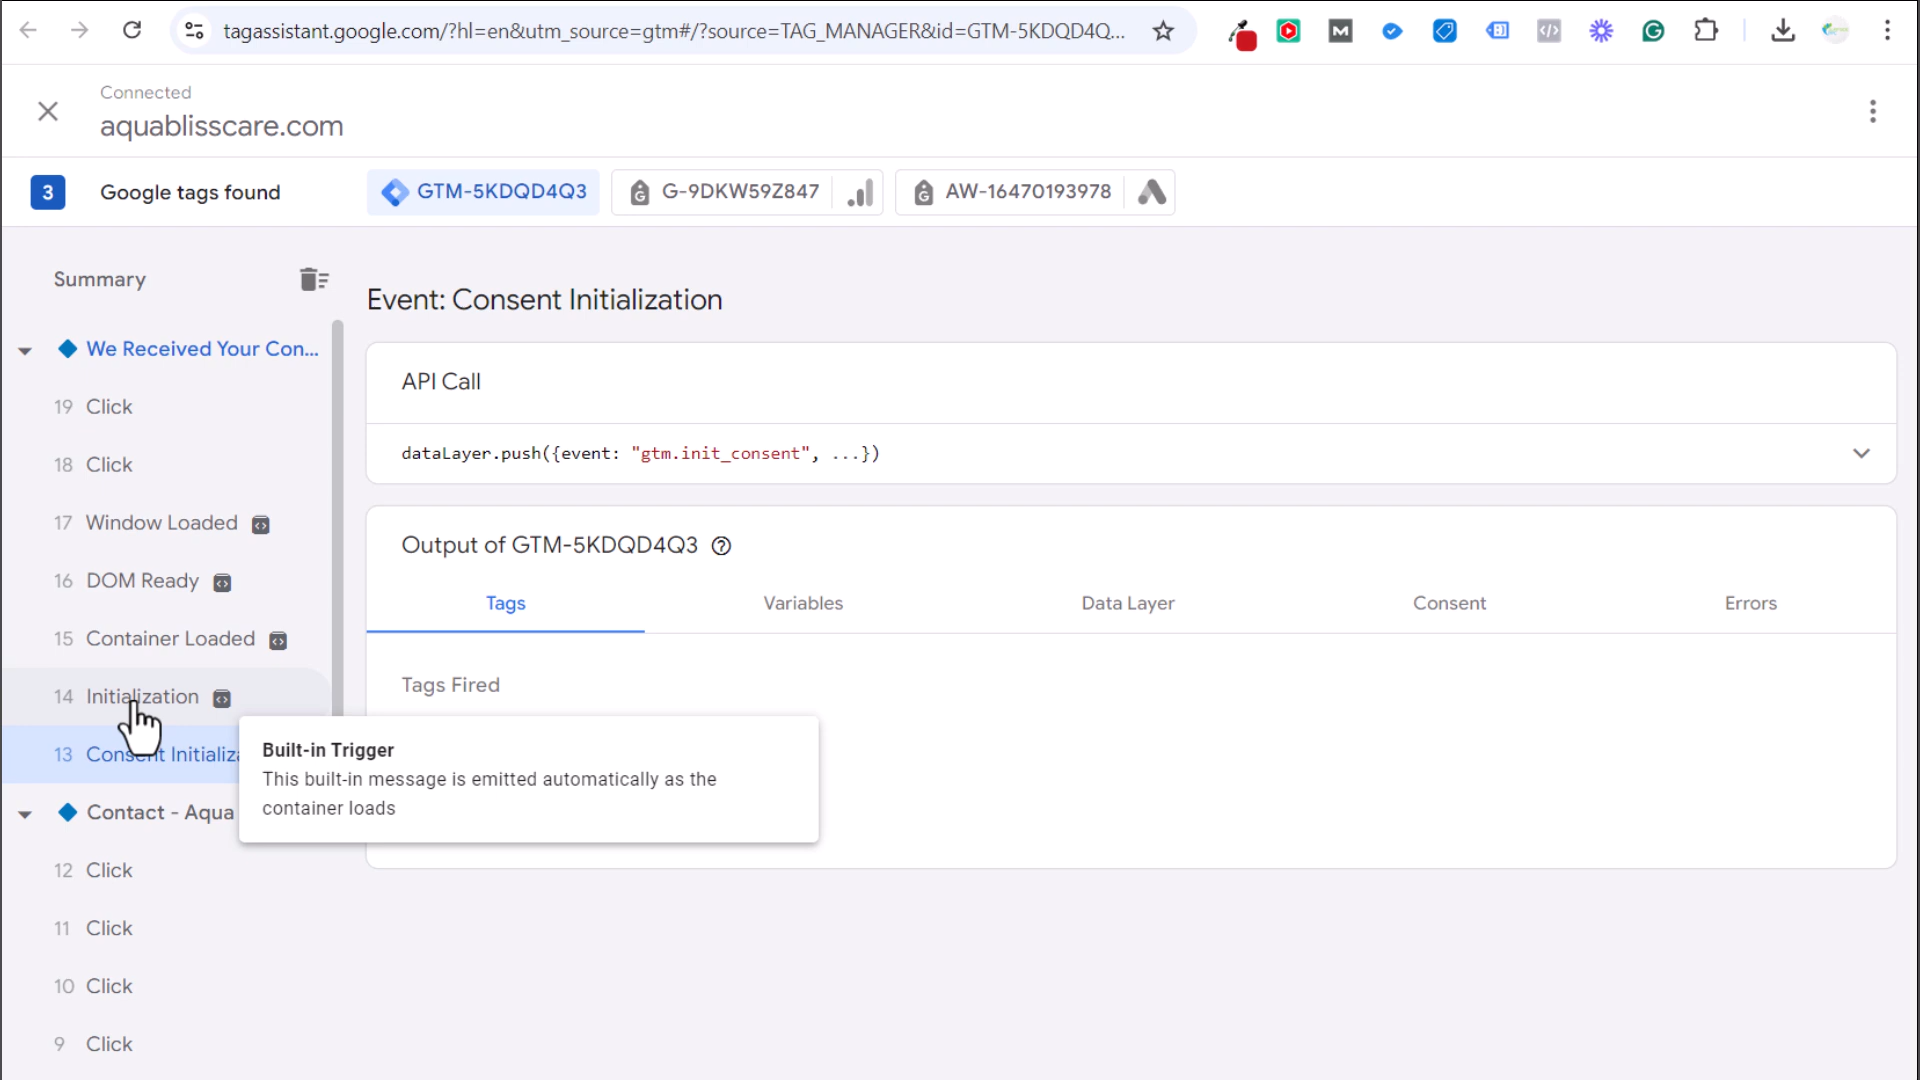 tagassistant.google.com/?hl=en&utm_source=gtm#/?source=TAG_MANAGER&id=GTM-5KDQD4Q...
Connected
aquablisscare.com
3 Google tags found GTM-5KDQD4Q3 G-9DKW59Z847 AW-16470193978
Summary
We Received Your Con...
19 Click
18 Click
17 Window Loaded
16 DOM Ready
15 Container Loaded
14 Initialization
13 Consent Initializa
Contact - Aqua
12 Click
11 Click
10 Click
9 Click
Event: Consent Initialization
API Call
dataLayer.push({event: "gtm.init_consent", ...})
Output of GTM-5KDQD4Q3
Tags Variables Data Layer Consent Errors
Tags Fired
Built-in Trigger
This built-in message is emitted automatically as the
container loads